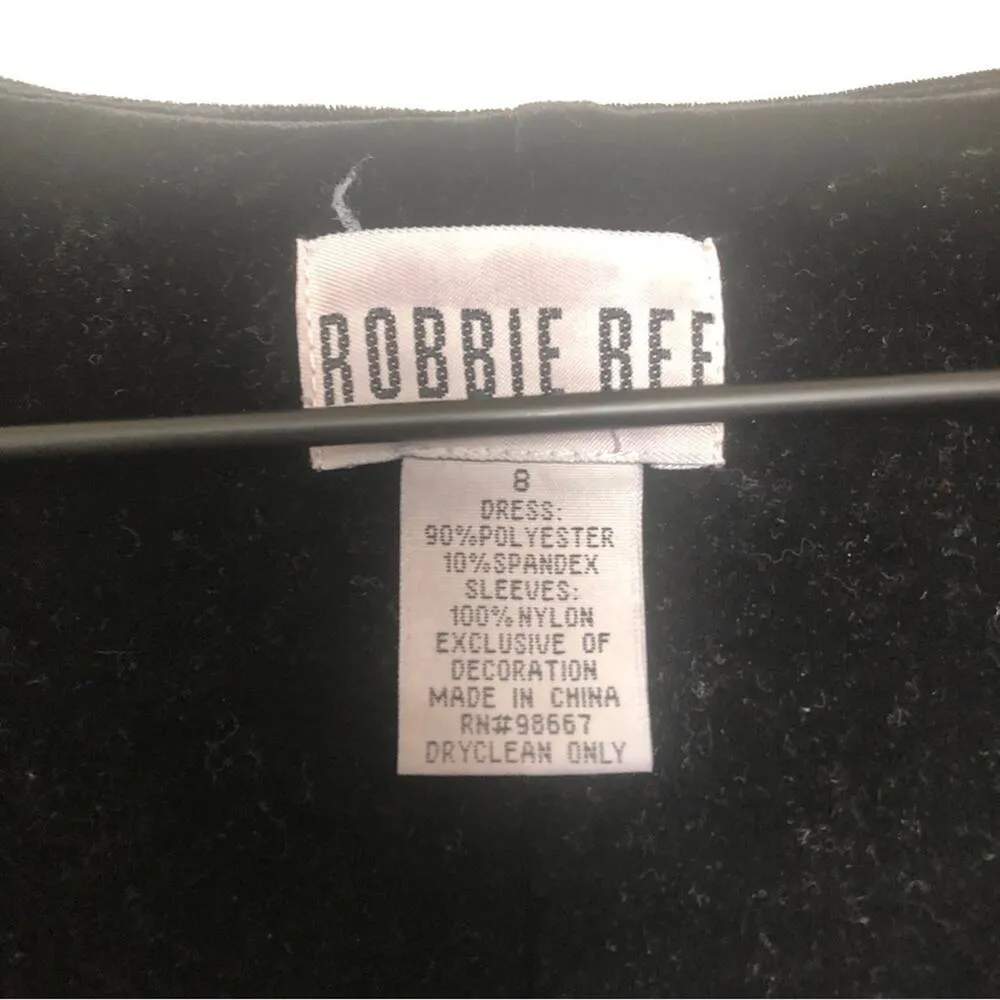 ROBBIE BEE
8
DRESS:
90%POLYESTER
10%SPANDEX
SLEEVES:
100%NYLON
EXCLUSIVE OF
DECORATION
MADE IN CHINA
RN#98667
DRYCLEAN ONLY